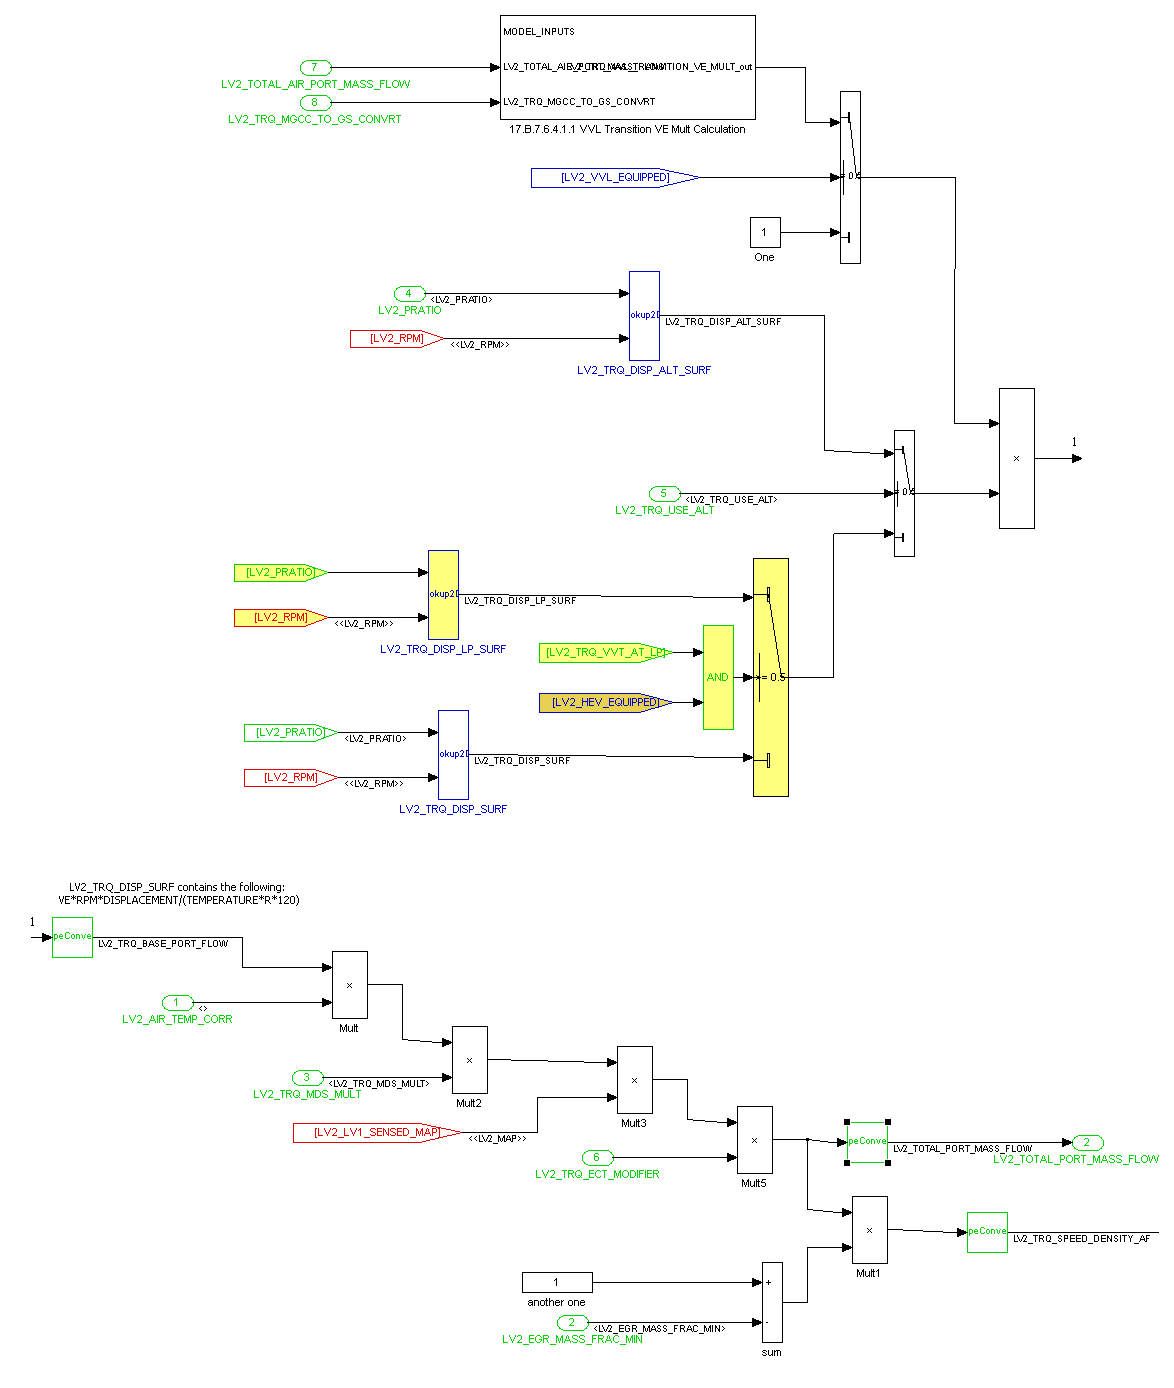 MODEL_INPUTS
7
LV2_TOTAL_AIR_PORT_MASS_FLOW
LV2_TRQ_VVL_TRANSITION_VE_MULT_out
LV2_TOTAL_AIR_PORT_MASS_FLOW
8
LV2_TRQ_MGCC_TO_GS_CONVRT
LV2_TRQ_MGCC_TO_GS_CONVRT
17.B.7.6.4.1.1 VVL Transition VE Mult Calculation
[LV2_VVL_EQUIPPED]
1
One
4
<LV2_PRATIO>
LV2_PRATIO
okup2D
LV2_TRQ_DISP_ALT_SURF
[LV2_RPM]
<<LV2_RPM>>
LV2_TRQ_DISP_ALT_SURF
1
×
5
<LV2_TRQ_USE_ALT>
LV2_TRQ_USE_ALT
[LV2_PRATIO]
okup2D
LV2_TRQ_DISP_LP_SURF
[LV2_RPM]
<<LV2_RPM>>
LV2_TRQ_DISP_LP_SURF
[LV2_TRQ_VVT_AT_LP]
AND
>= 0.5
[LV2_HEV_EQUIPPED]
[LV2_PRATIO]
<LV2_PRATIO>
okup2D
LV2_TRQ_DISP_SURF
[LV2_RPM]
<<LV2_RPM>>
LV2_TRQ_DISP_SURF
LV2_TRQ_DISP_SURF contains the following:
VE*RPM*DISPLACEMENT/(TEMPERATURE*R*120)
1
peConve
LV2_TRQ_BASE_PORT_FLOW
×
1
<>
LV2_AIR_TEMP_CORR
Mult
×
3
<LV2_TRQ_MDS_MULT>
LV2_TRQ_MDS_MULT
Mult2
×
[LV2_LV1_SENSED_MAP]
<<LV2_MAP>>
Mult3
×
6
LV2_TRQ_ECT_MODIFIER
Mult5
peConve
LV2_TOTAL_PORT_MASS_FLOW
2
LV2_TOTAL_PORT_MASS_FLOW
×
peConve
LV2_TRQ_SPEED_DENSITY_AF
Mult1
1
another one
+
2
<LV2_EGR_MASS_FRAC_MIN>
-
LV2_EGR_MASS_FRAC_MIN
sum